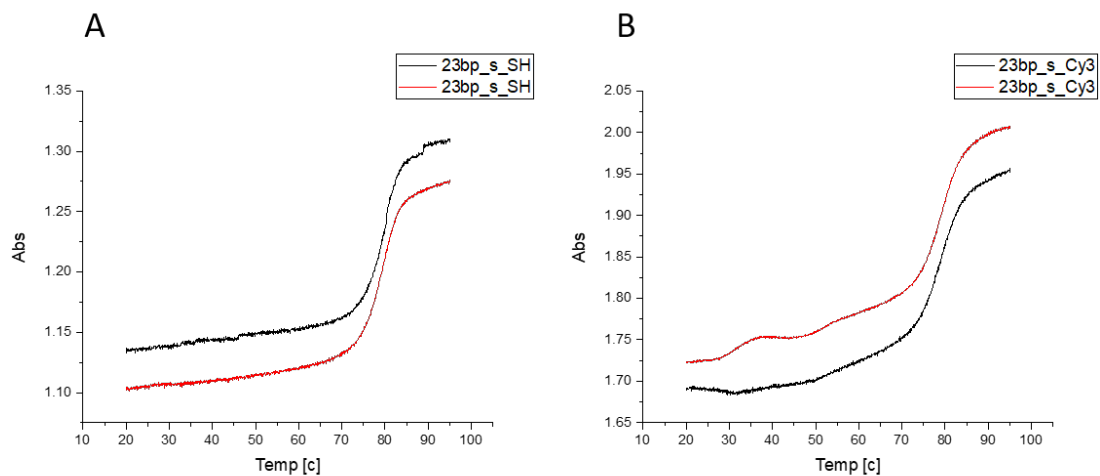 A
23bp_s_SH
23bp_s_SH
1.35
1.30
1.25
1.20
1.15
1.10
Abs
10 20 30 40 50 60 70 80 90 100
Temp [c]
B
23bp_s_Cy3
23bp_s_Cy3
2.05
2.00
1.95
1.90
1.85
1.80
1.75
1.70
1.65
Abs
10 20 30 40 50 60 70 80 90 100
Temp [c]